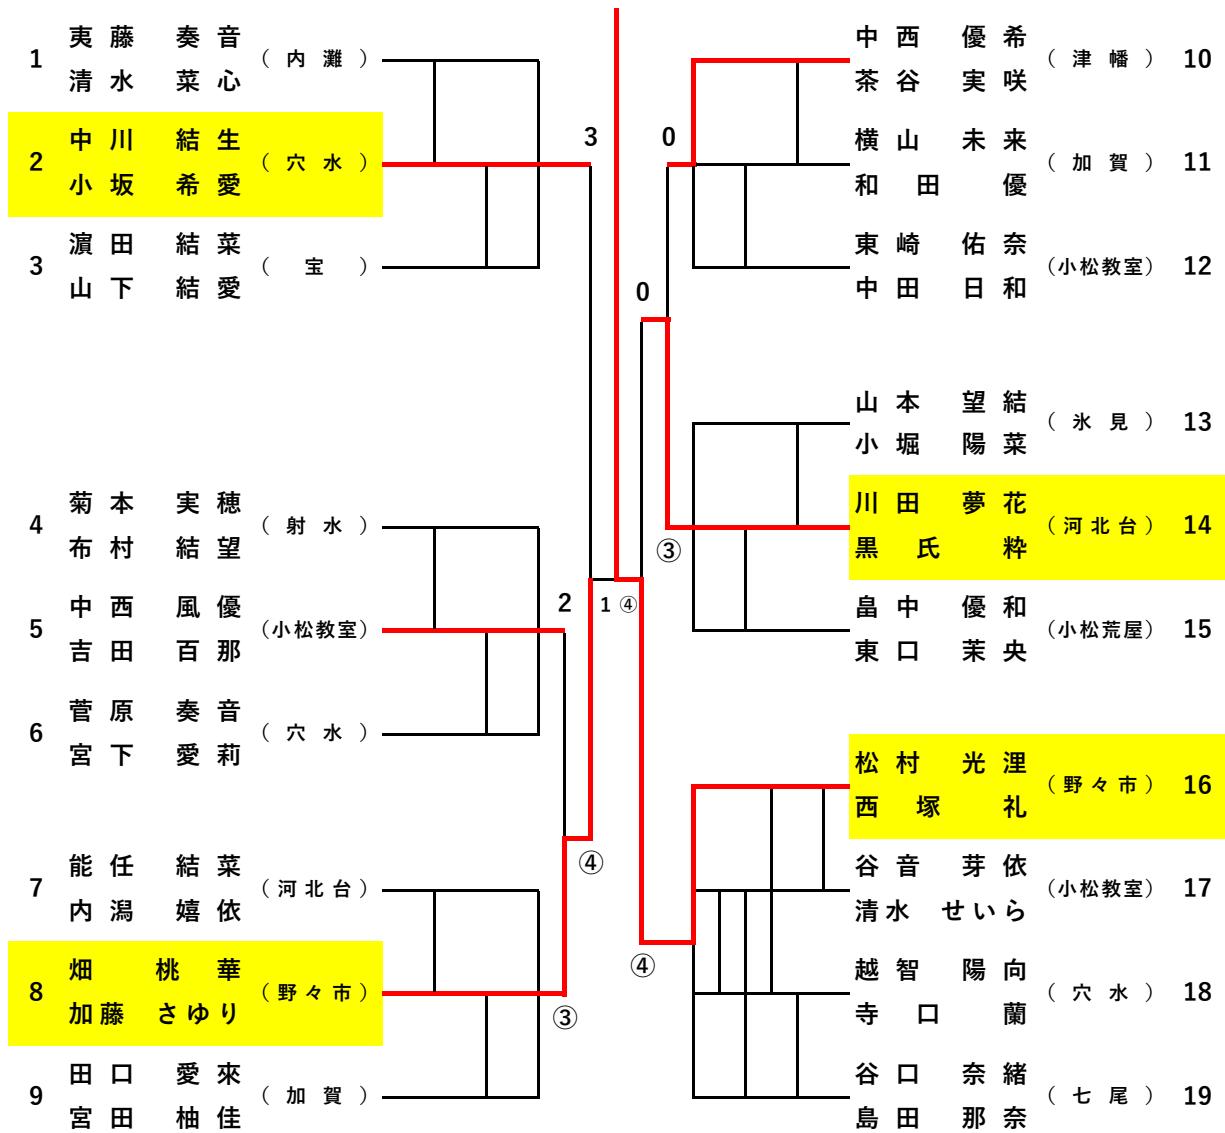 1 夷藤 奏音 (内灘)
清水 菜心
2 中川 結生 (穴水)
小坂 希愛
3 濵田 結菜 (宝)
山下 結愛
4 菊本 実穂 (射水)
布村 結望
5 中西 風優 (小松教室)
吉田 百那
6 菅原 奏音 (穴水)
宮下 愛莉
7 能任 結菜 (河北台)
内潟 嬉依
8 畑 桃華 (野々市)
加藤 さゆり
9 田口 愛來 (加賀)
宮田 柚佳
3
2
④
③
1 ④
0
0
③
④
中西 優希 (津幡) 10
茶谷 実咲
横山 未来 (加賀) 11
和田 優
東崎 佑奈 (小松教室) 12
中田 日和
山本 望結 (氷見) 13
小堀 陽菜
川田 夢花 (河北台) 14
黒氏 粋
畠中 優和 (小松荒屋) 15
東口 茉央
松村 光浬 (野々市) 16
西塚 礼
谷音 芽依 (小松教室) 17
清水 せいら
越智 陽向 (穴水) 18
寺口 蘭
谷口 奈緒 (七尾) 19
島田 那奈